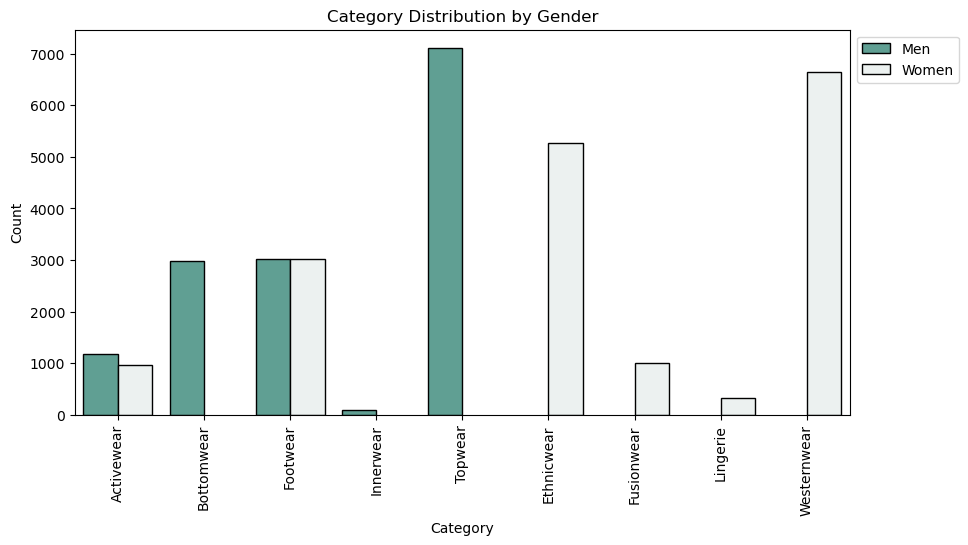 Category Distribution by Gender
Men
Women
7000
6000
5000
4000
3000
2000
1000
0
Count
Activewear
Bottomwear
Footwear
Innerwear
Topwear
Ethnicwear
Fusionwear
Lingerie
Westernwear
Category